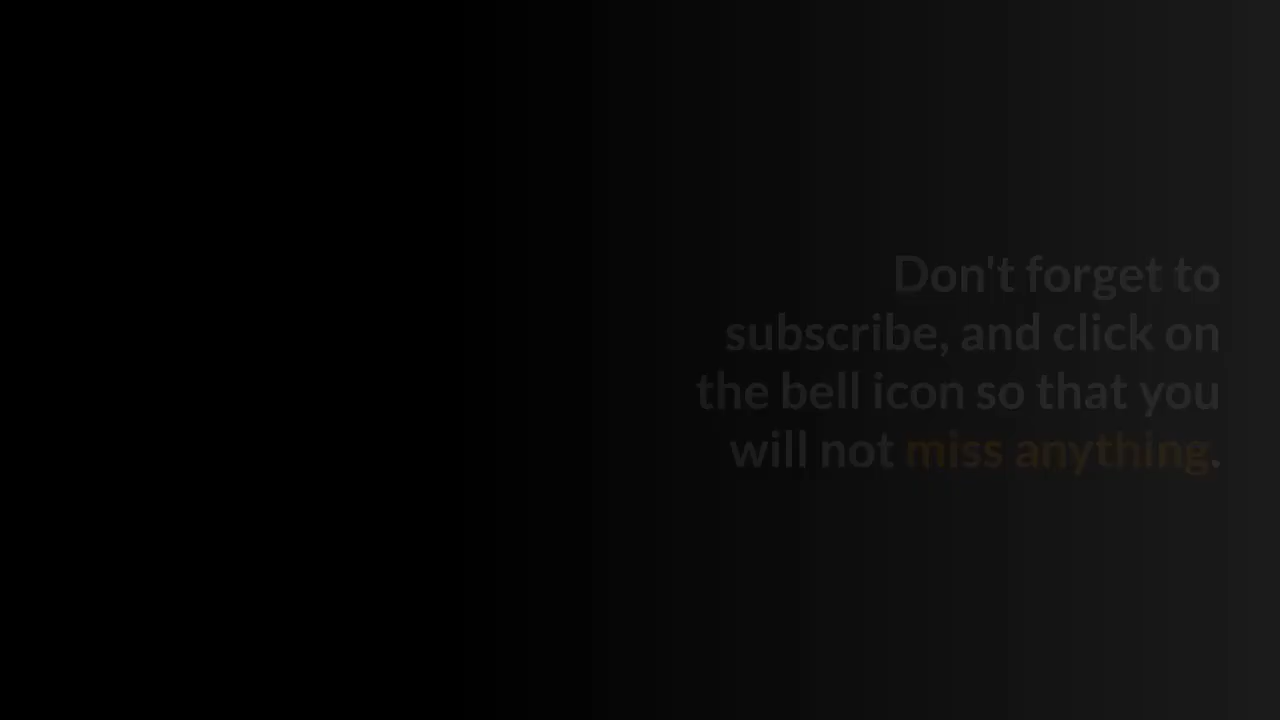 Don't forget to
subscribe, and click on
the bell icon so that you
will not miss anything.